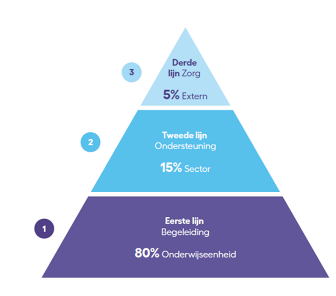 3
Derde
lijn Zorg
5% Extern
2
Tweede lijn
Ondersteuning
15% Sector
1
Eerste lijn
Begeleiding
80% Onderwijseenheid